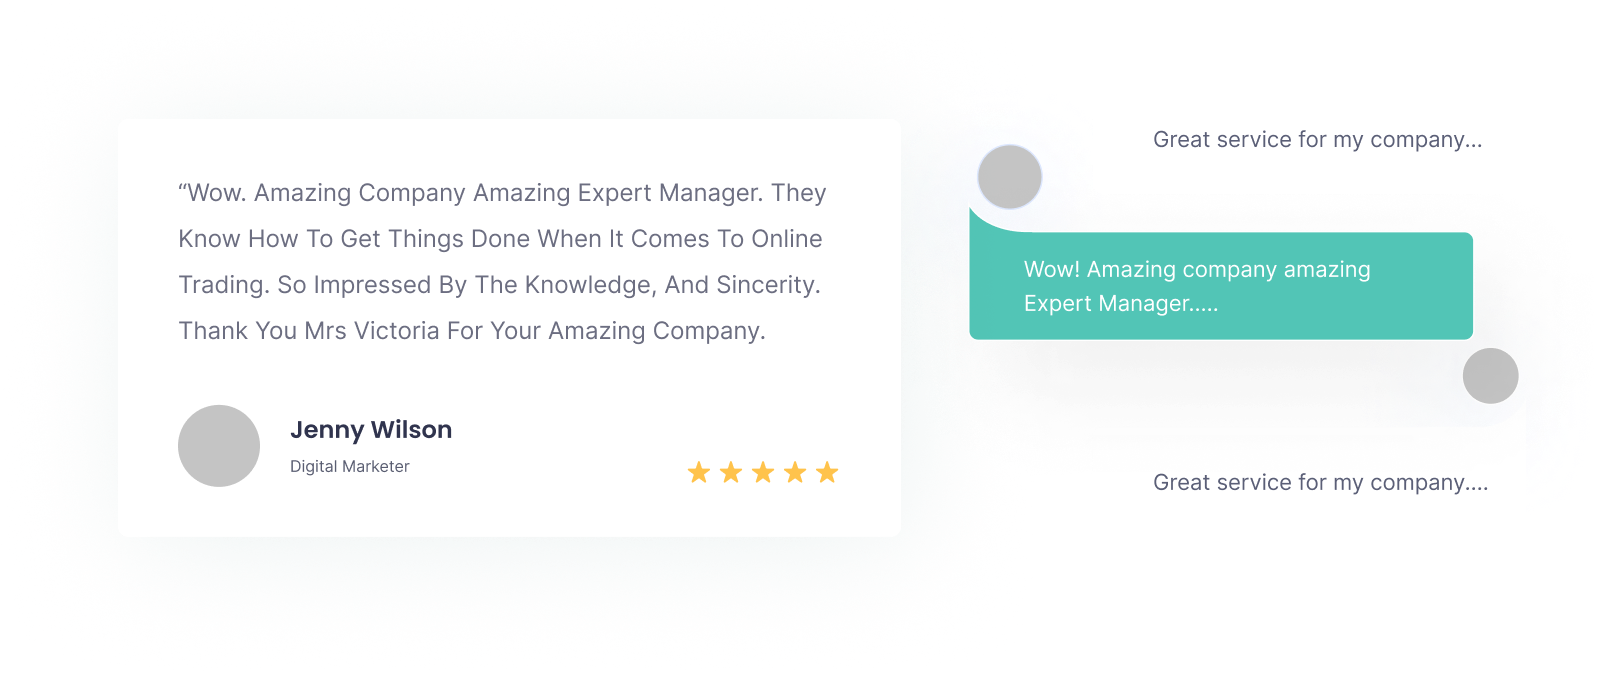 “Wow. Amazing Company Amazing Expert Manager. They
Know How To Get Things Done When It Comes To Online
Trading. So Impressed By The Knowledge, And Sincerity.
Thank You Mrs Victoria For Your Amazing Company.
Jenny Wilson
Digital Marketer
Great service for my company...
Wow! Amazing company amazing
Expert Manager.....
Great service for my company....